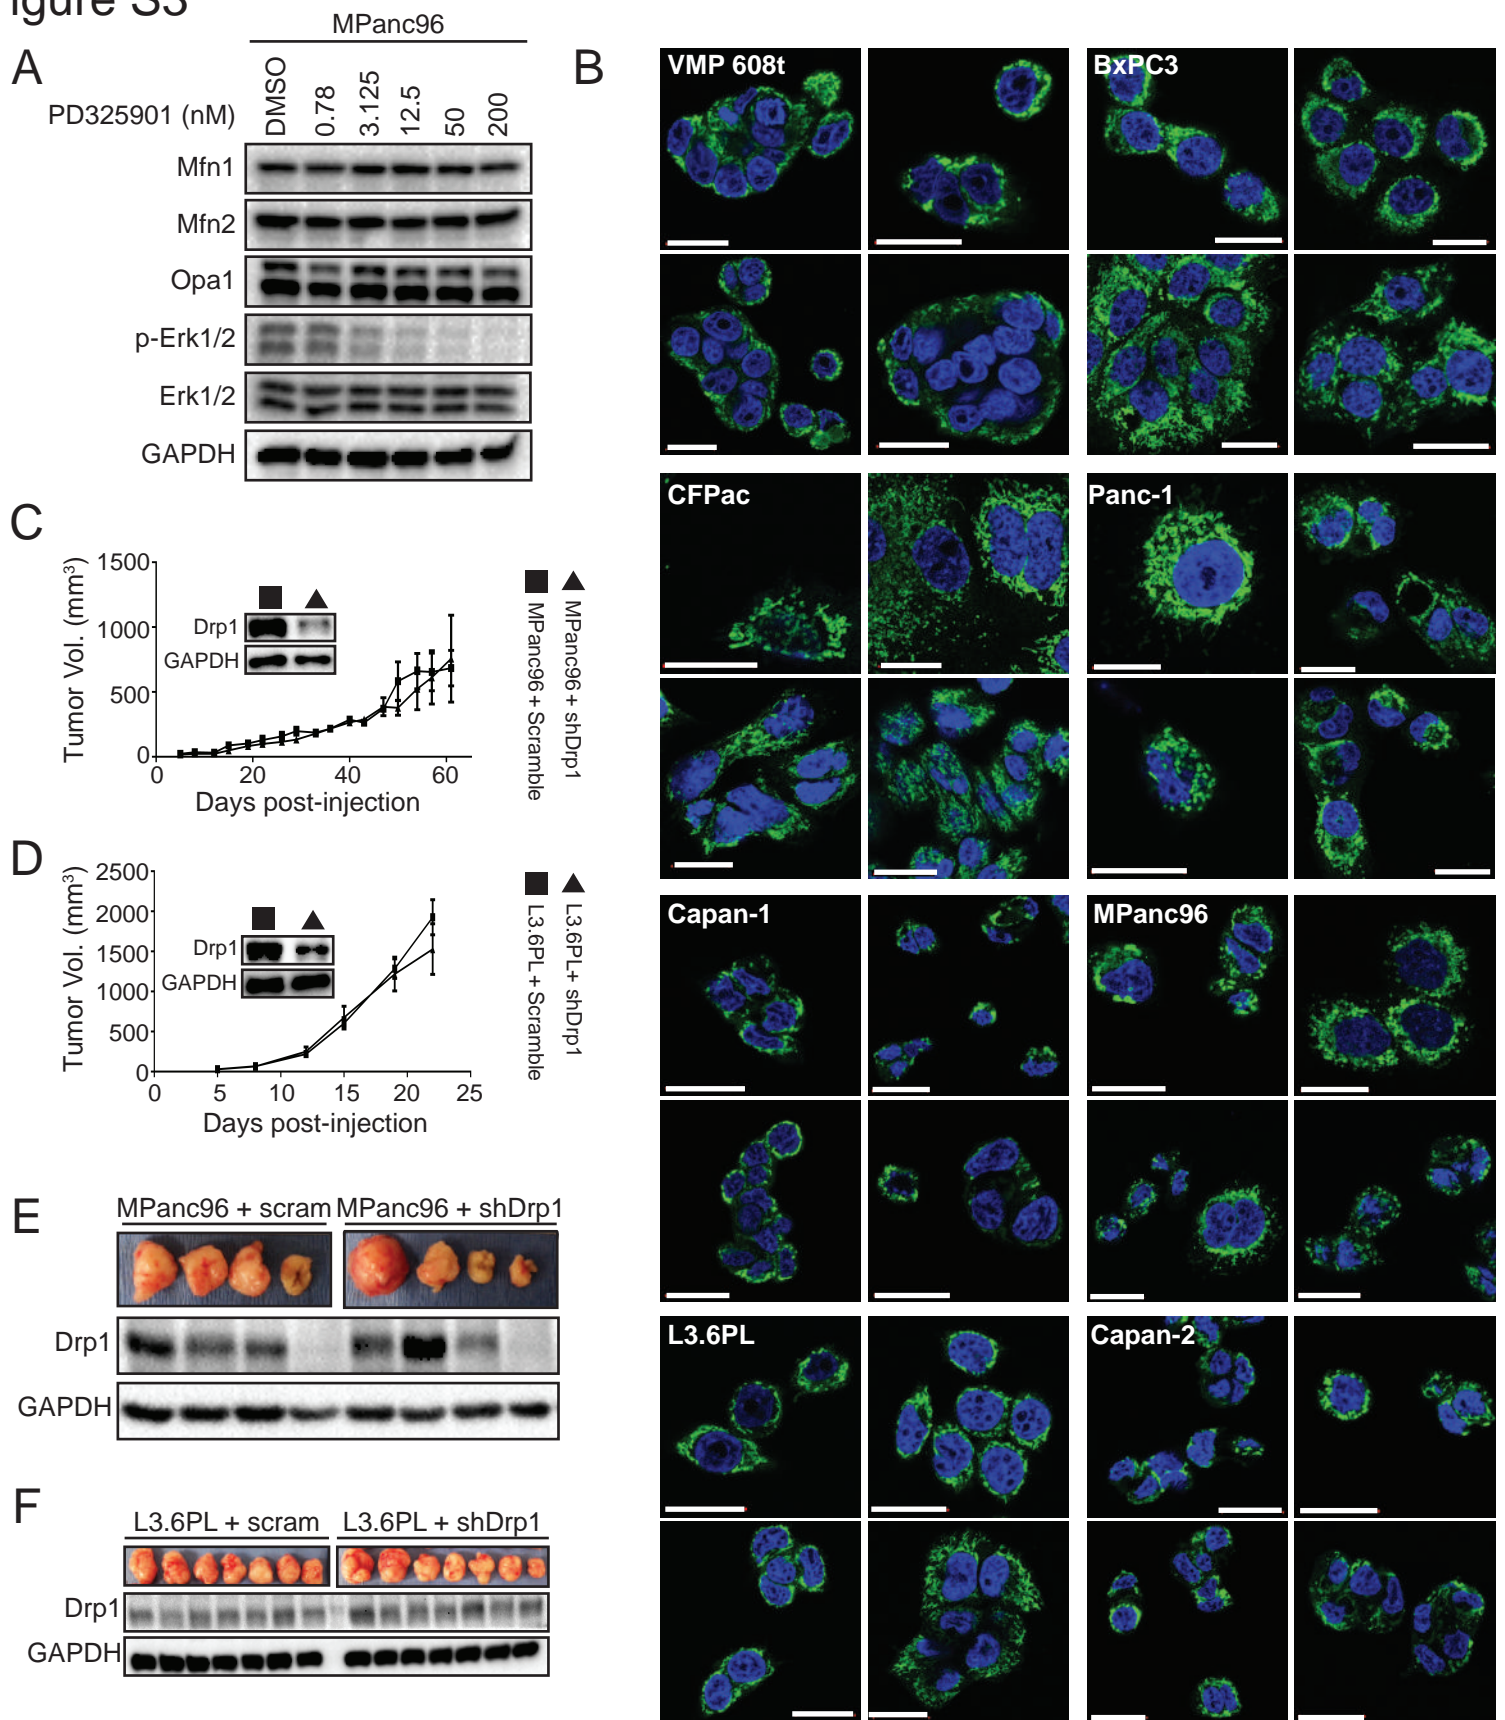 igure S3
MPanc96
A
PD325901 (nM)
DMSO
0.78
3.125
12.5
50
200
Mfn1
Mfn2
Opa1
p-Erk1/2
Erk1/2
GAPDH
B
VMP 608t
BxPC3
CFPac
Panc-1
Capan-1
MPanc96
L3.6PL
Capan-2
C
Tumor Vol. (mm³)
1500
1000
500
0
0 20 40 60
Days post-injection
Drp1
GAPDH
MPanc96 + Scramble
MPanc96 + shDrp1
D
Tumor Vol. (mm³)
2500
2000
1500
1000
500
0
0 5 10 15 20 25
Days post-injection
Drp1
GAPDH
L3.6PL + Scramble
L3.6PL+ shDrp1
E
MPanc96 + scram MPanc96 + shDrp1
Drp1
GAPDH
F
L3.6PL + scram L3.6PL + shDrp1
Drp1
GAPDH